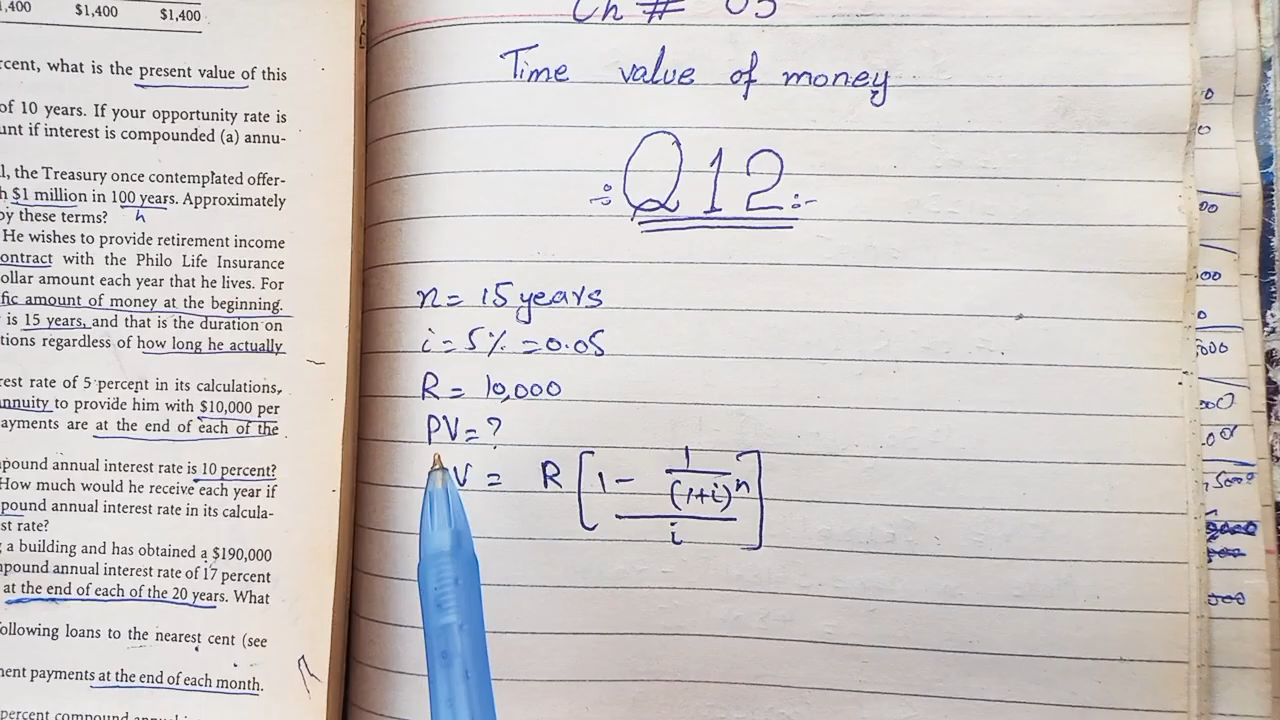 ,400 $1,400 $1,400
rcent, what is the present value of this
of 10 years. If your opportunity rate is
unt if interest is compounded (a) annu-
l, the Treasury once contemplated offer-
h $1 million in 100 years. Approximately
by these terms? n
He wishes to provide retirement income
ontract with the Philo Life Insurance
ollar amount each year that he lives. For
fic amount of money at the beginning.
is 15 years, and that is the duration on
tions regardless of how long he actually
rest rate of 5 percent in its calculations,
nnuity to provide him with $10,000 per
ayments are at the end of each of the
pound annual interest rate is 10 percent?
How much would he receive each year if
pound annual interest rate in its calcula-
st rate?
g a building and has obtained a $190,000
mpound annual interest rate of 17 percent
at the end of each of the 20 years. What
following loans to the nearest cent (see
ment payments at the end of each month.
percent compound
Ch # 03
Time value of money
÷ Q12 :-
n = 15 years
i = 5% = 0.05
R = 10,000
PV = ?
V = R [1 - 1/(1+i)^n / i]